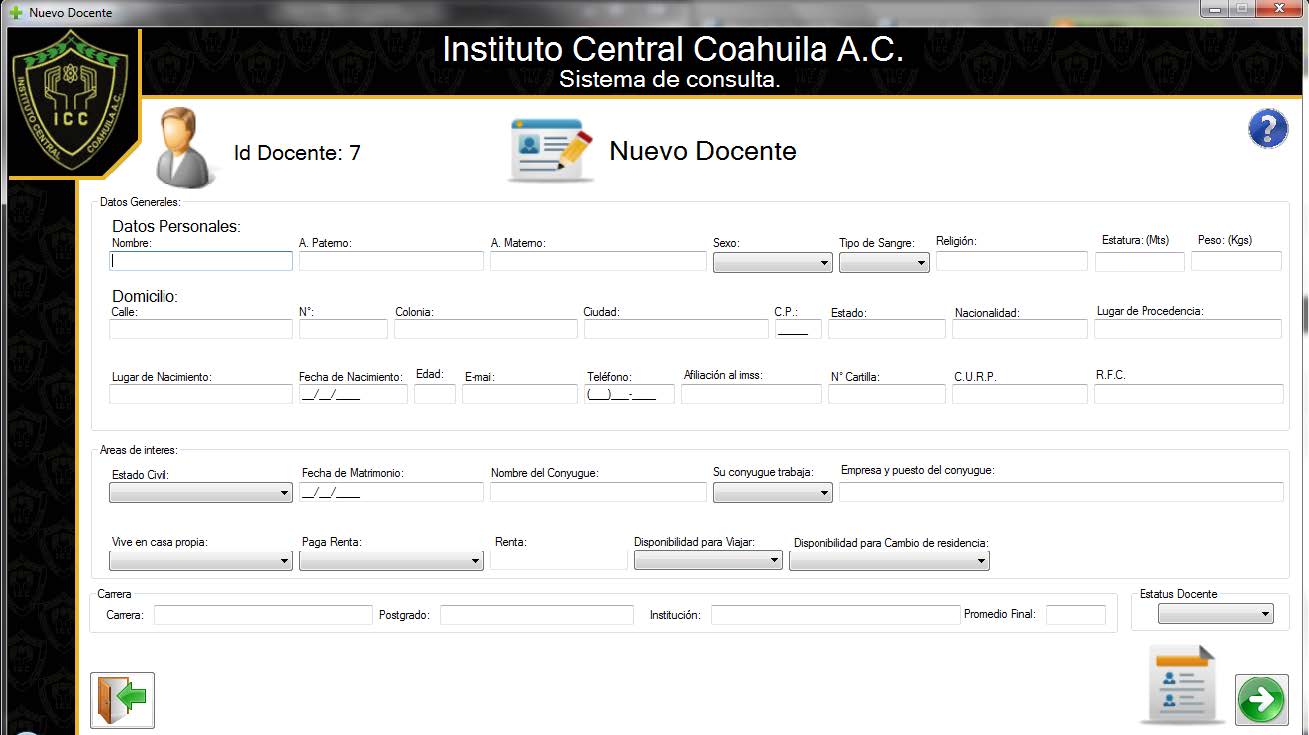 Nuevo Docente
Instituto Central Coahuila A.C.
Sistema de consulta.
INSTITUTO CENTRAL COAHUILA A.C.
ICC
Id Docente: 7
Nuevo Docente
?
Datos Generales:
Datos Personales:
Nombre: A. Paterno: A. Materno: Sexo: Tipo de Sangre: Religión: Estatura: (Mts) Peso: (Kgs)
Domicilio:
Calle: N°: Colonia: Ciudad: C.P.: Estado: Nacionalidad: Lugar de Procedencia:
_____
Lugar de Nacimiento: Fecha de Nacimiento: Edad: E-mai: Teléfono: Afiliación al imss: N° Cartilla: C.U.R.P. R.F.C.
__/__/____ (___)___-____
Areas de interes:
Estado Civil: Fecha de Matrimonio: Nombre del Conyugue: Su conyugue trabaja: Empresa y puesto del conyugue:
__/__/____
Vive en casa propia: Paga Renta: Renta: Disponibilidad para Viajar: Disponibilidad para Cambio de residencia:
Carrera Estatus Docente
Carrera: Postgrado: Institución: Promedio Final: